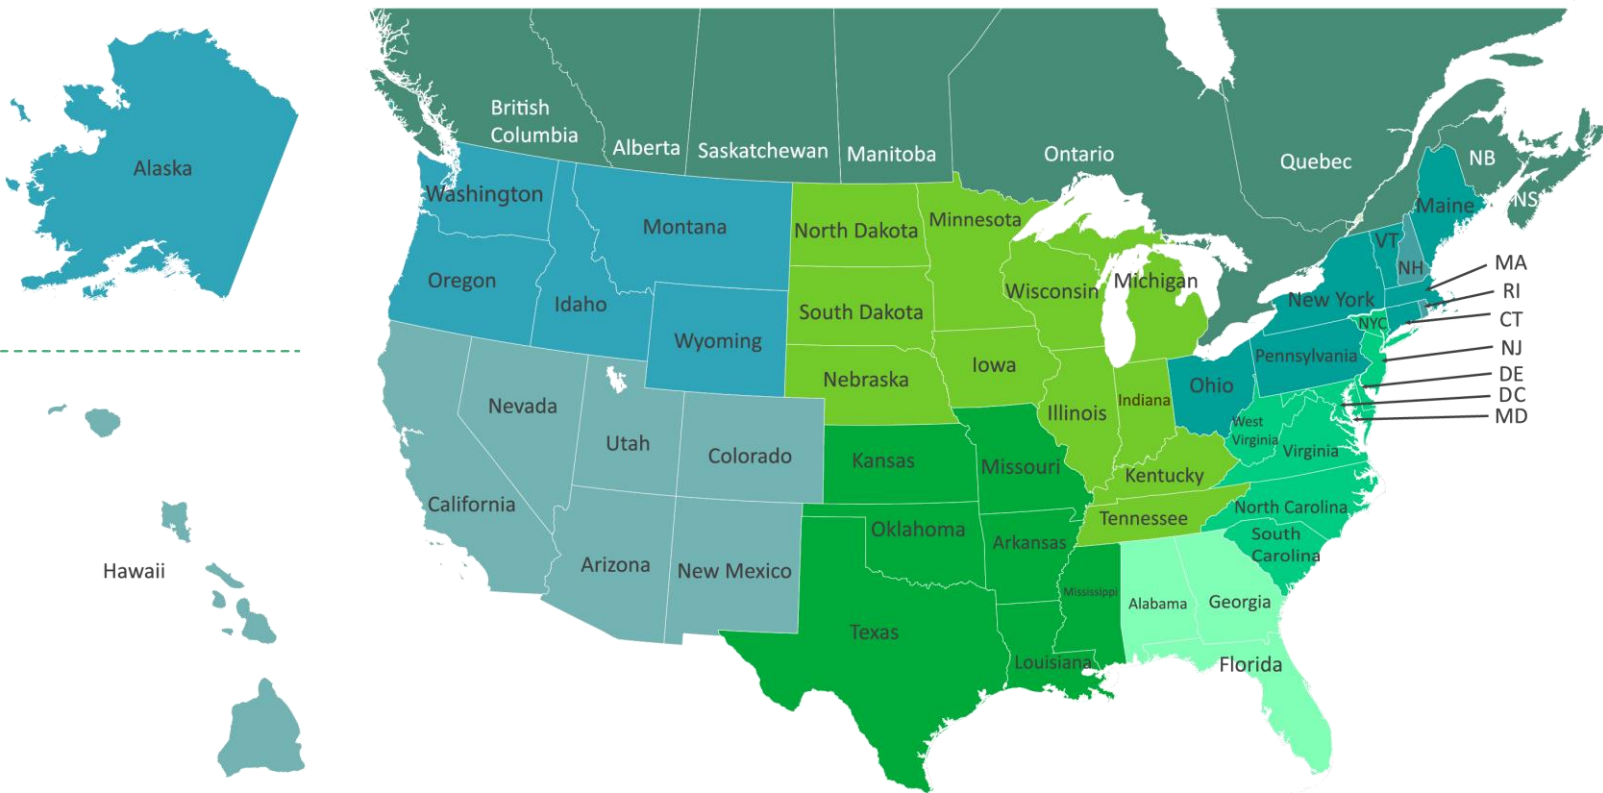 Alaska
Hawaii
British
Columbia
Alberta
Saskatchewan
Manitoba
Ontario
Quebec
NB
NS
Washington
Oregon
Idaho
Montana
Wyoming
North Dakota
South Dakota
Nebraska
Minnesota
Iowa
Wisconsin
Michigan
Illinois
Indiana
Ohio
Kentucky
Tennessee
Maine
VT
NH
New York
NYC
Pennsylvania
MA
RI
CT
NJ
DE
DC
MD
West
Virginia
Virginia
North Carolina
South
Carolina
California
Nevada
Utah
Colorado
Arizona
New Mexico
Kansas
Missouri
Oklahoma
Arkansas
Texas
Louisiana
Mississippi
Alabama
Georgia
Florida